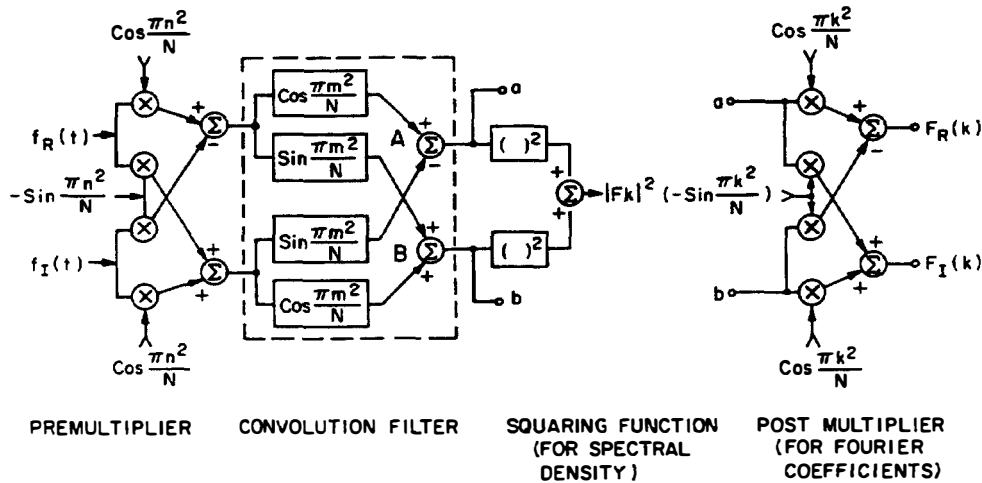 Cos πn²/N
Cos πk²/N
f_R(t)
-Sin πn²/N
f_I(t)
Cos πn²/N
Cos πm²/N
Sin πm²/N
Sin πm²/N
Cos πm²/N
+ - Σ
+ + Σ
A + - Σ
B + + Σ
a
( )²
( )²
b
+ + Σ
|Fk|²
(-Sin πk²/N)
a
b
+ - Σ
F_R(k)
+ + Σ
F_I(k)
Cos πk²/N
PREMULTIPLIER
CONVOLUTION FILTER
SQUARING FUNCTION
(FOR SPECTRAL
DENSITY)
POST MULTIPLIER
(FOR FOURIER
COEFFICIENTS)